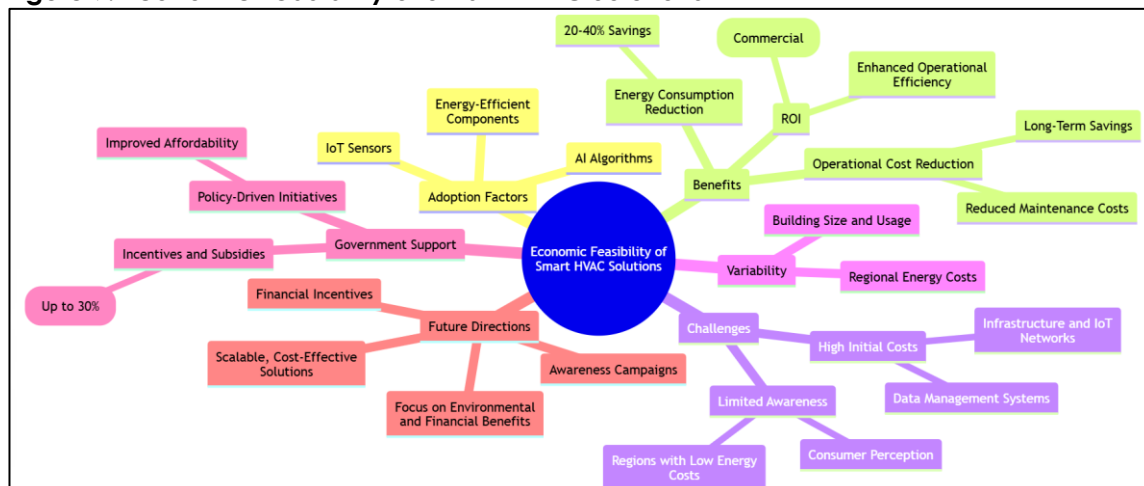 20-40% Savings
Commercial
Enhanced Operational
Efficiency
Energy Consumption
Reduction
ROI
Energy-Efficient
Components
Long-Term Savings
Improved Affordability
IoT Sensors
AI Algorithms
Operational Cost Reduction
Benefits
Policy-Driven Initiatives
Adoption Factors
Reduced Maintenance Costs
Building Size and Usage
Incentives and Subsidies
Government Support
Economic Feasibility of
Smart HVAC Solutions
Variability
Regional Energy Costs
Up to 30%
Financial Incentives
Future Directions
Challenges
High Initial Costs
Infrastructure and IoT
Networks
Scalable, Cost-Effective
Solutions
Awareness Campaigns
Data Management Systems
Focus on Environmental
and Financial Benefits
Limited Awareness
Regions with Low Energy
Costs
Consumer Perception